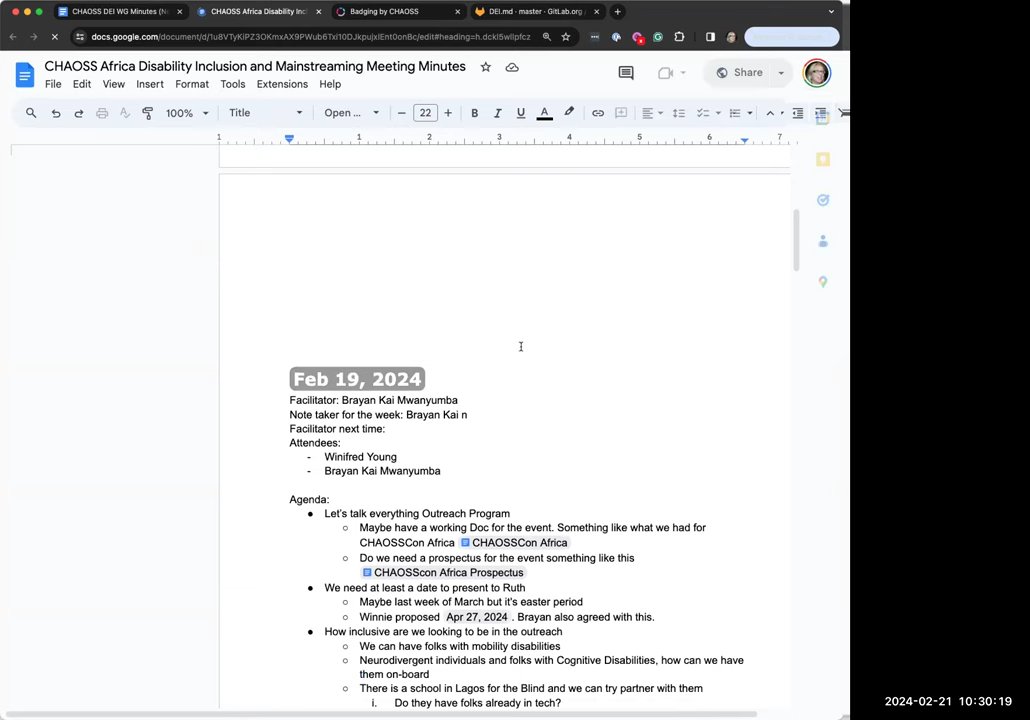 CHAOSS DEI WG Minutes (N
CHAOSS Africa Disability Incl
Badging by CHAOSS
DEI.md · master · GitLab.org
docs.google.com/document/d/1u8VTyKiPZ3OKmxAX9PWub6Txi10DJkpujxlEnt0onBc/edit#heading=h.dckl5wllpfcz
CHAOSS Africa Disability Inclusion and Mainstreaming Meeting Minutes
Share
File Edit View Insert Format Tools Extensions Help
100% Title Open ... 22 B I U A
1 1 2 3 4 5 6 7
Feb 19, 2024
Facilitator: Brayan Kai Mwanyumba
Note taker for the week: Brayan Kai n
Facilitator next time:
Attendees:
- Winifred Young
- Brayan Kai Mwanyumba
Agenda:
● Let's talk everything Outreach Program
○ Maybe have a working Doc for the event. Something like what we had for
CHAOSSCon Africa CHAOSSCon Africa
○ Do we need a prospectus for the event something like this
CHAOSScon Africa Prospectus
● We need at least a date to present to Ruth
○ Maybe last week of March but it's easter period
○ Winnie proposed Apr 27, 2024 . Brayan also agreed with this.
● How inclusive are we looking to be in the outreach
○ We can have folks with mobility disabilities
○ Neurodivergent individuals and folks with Cognitive Disabilities, how can we have
them on-board
○ There is a school in Lagos for the Blind and we can try partner with them
i. Do they have folks already in tech?
2024-02-21 10:30:19